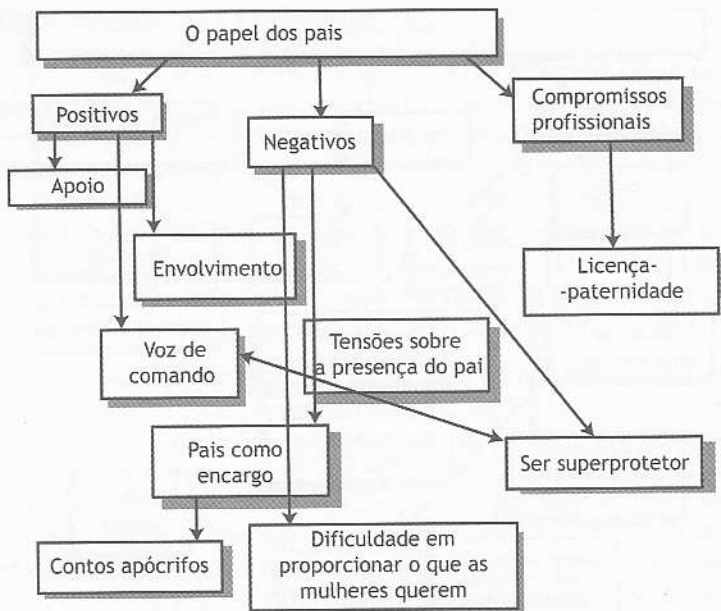 O papel dos pais
Positivos
Negativos
Compromissos
profissionais
Apoio
Envolvimento
Licença-
-paternidade
Voz de
comando
Tensões sobre
a presença do pai
Pais como
encargo
Ser superprotetor
Contos apócrifos
Dificuldade em
proporcionar o que as
mulheres querem